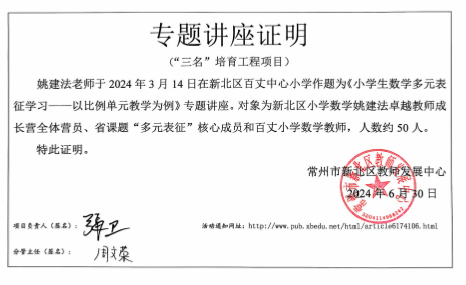 专题讲座证明
（“三名”培育工程项目）
姚建法老师于 2024 年 3 月 14 日在新北区百丈中心小学作题为《小学生数学多元表
征学习——以比例单元教学为例》专题讲座。对象为新北区小学数学姚建法卓越教师成
长营全体营员、省课题“多元表征”核心成员和百丈小学数学教师，人数约 50 人。
特此证明。
常州市新北区教师发展中心
2024 年 6 月 30 日
项目负责人（签名）：
活动通知网址：http://www.pub.xbedu.net/html/article6174106.html
分管主任（签名）：